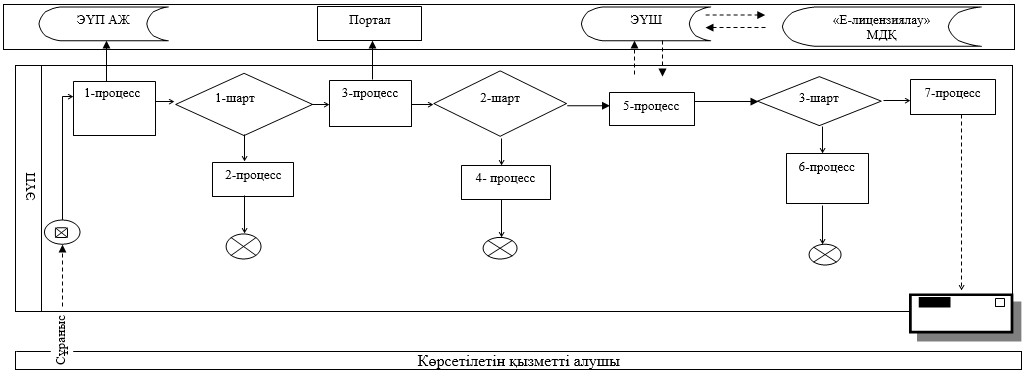 ЭҮП АЖ
Портал
ЭҮШ
«Е-лицензиялау»
МДҚ
1-процесс
1-шарт
3-процесс
2-шарт
5-процесс
3-шарт
7-процесс
2-процесс
4- процесс
6-процесс
ЭҮП
Сұраныс
Көрсетілетін қызметті алушы